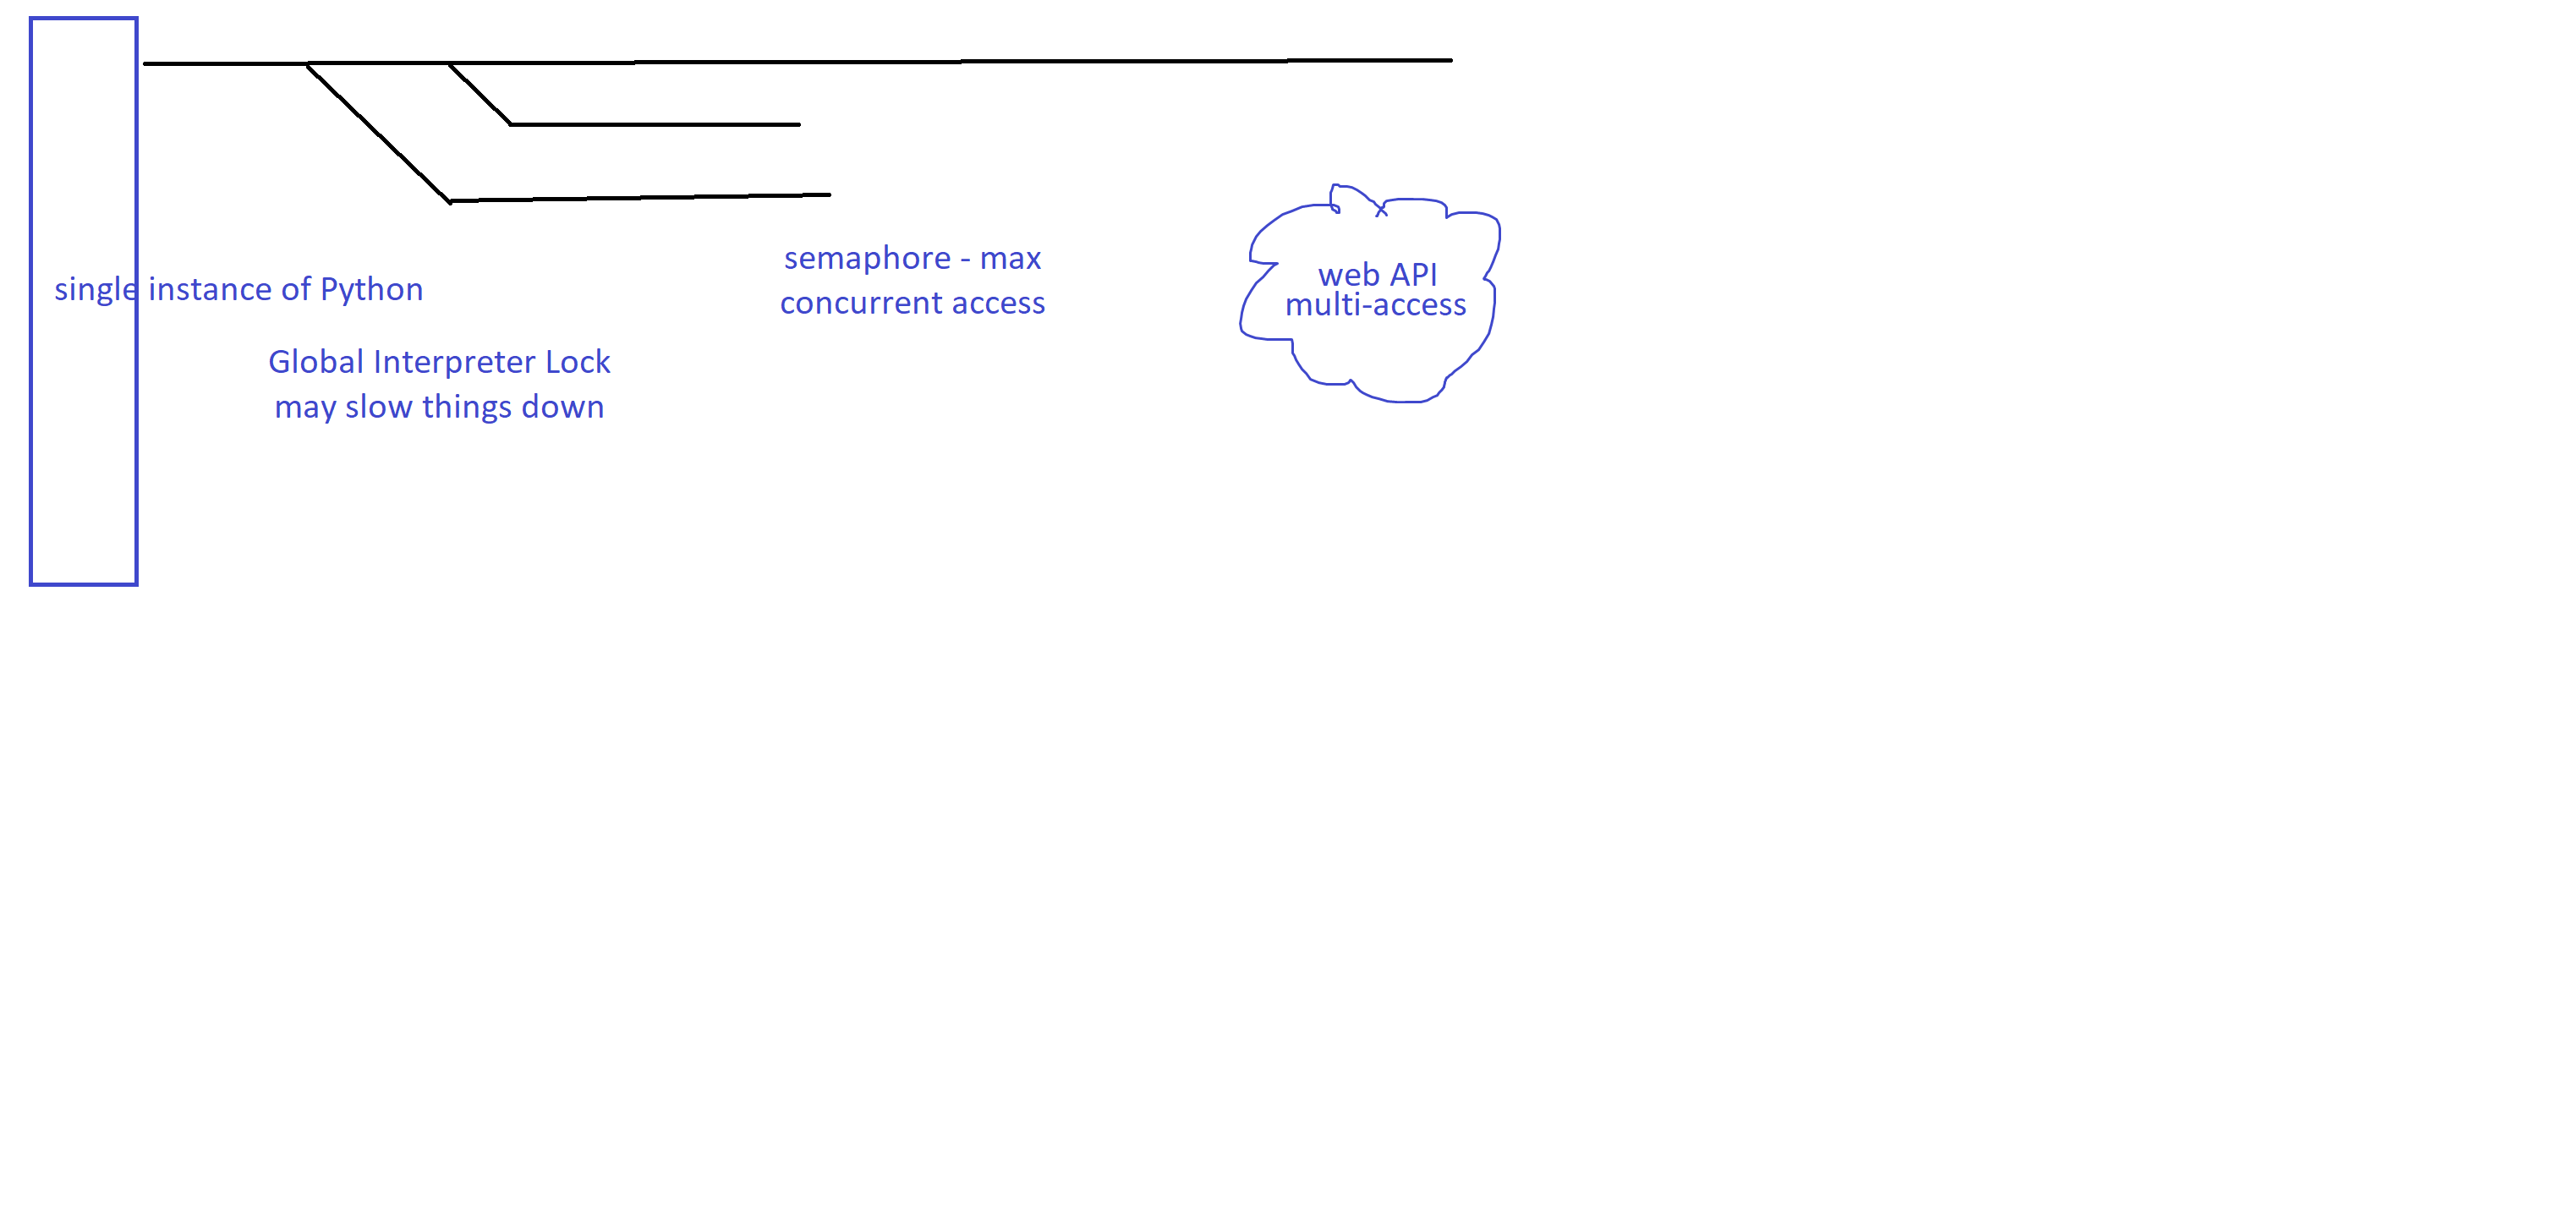 single instance of Python
Global Interpreter Lock
may slow things down
semaphore - max
concurrent access
web API
multi-access